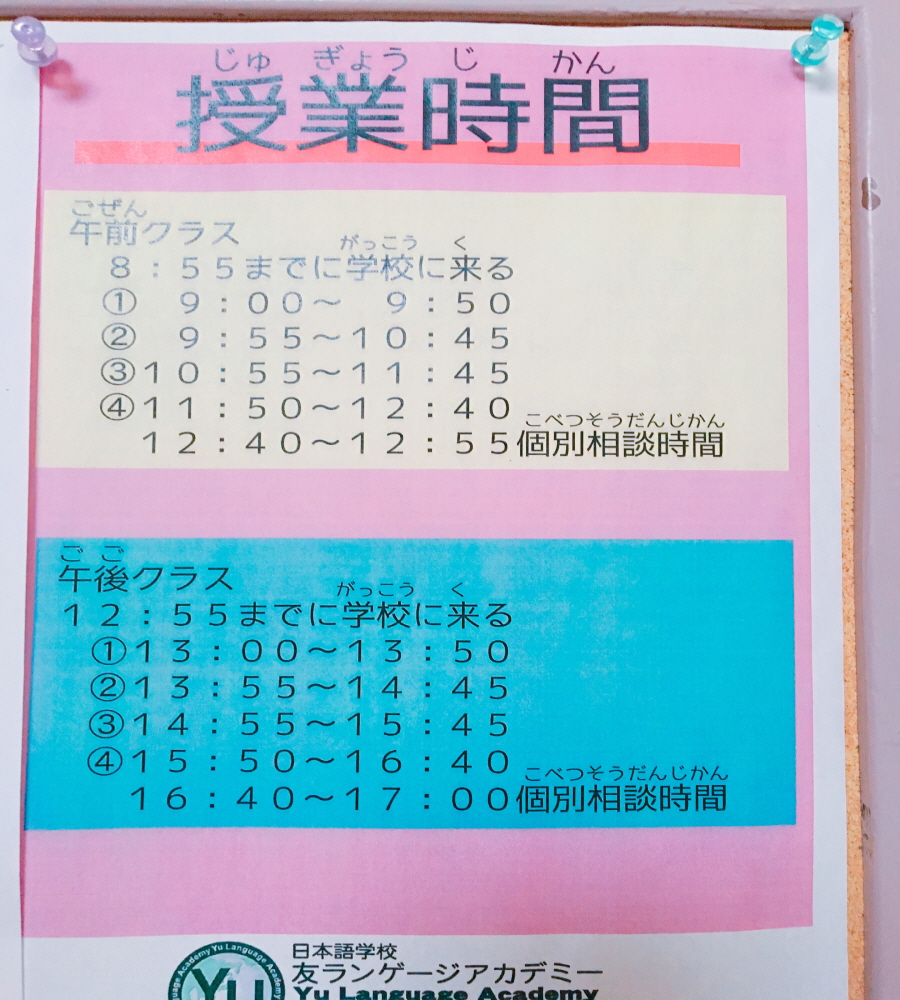 じゅ ぎょう じ かん
授業時間
ごぜん
午前クラス
がっこう く
8:55までに学校に来る
① 9:00～ 9:50
② 9:55～10:45
③10:55～11:45
④11:50～12:40
こべつそうだんじかん
12:40～12:55個別相談時間
ご ご
午後クラス
がっこう く
12:55までに学校に来る
①13:00～13:50
②13:55～14:45
③14:55～15:45
④15:50～16:40
こべつそうだんじかん
16:40～17:00個別相談時間
Language Academy Yu Language Academy
Yu
日本語学校
友ランゲージアカデミー
Yu Language Academy